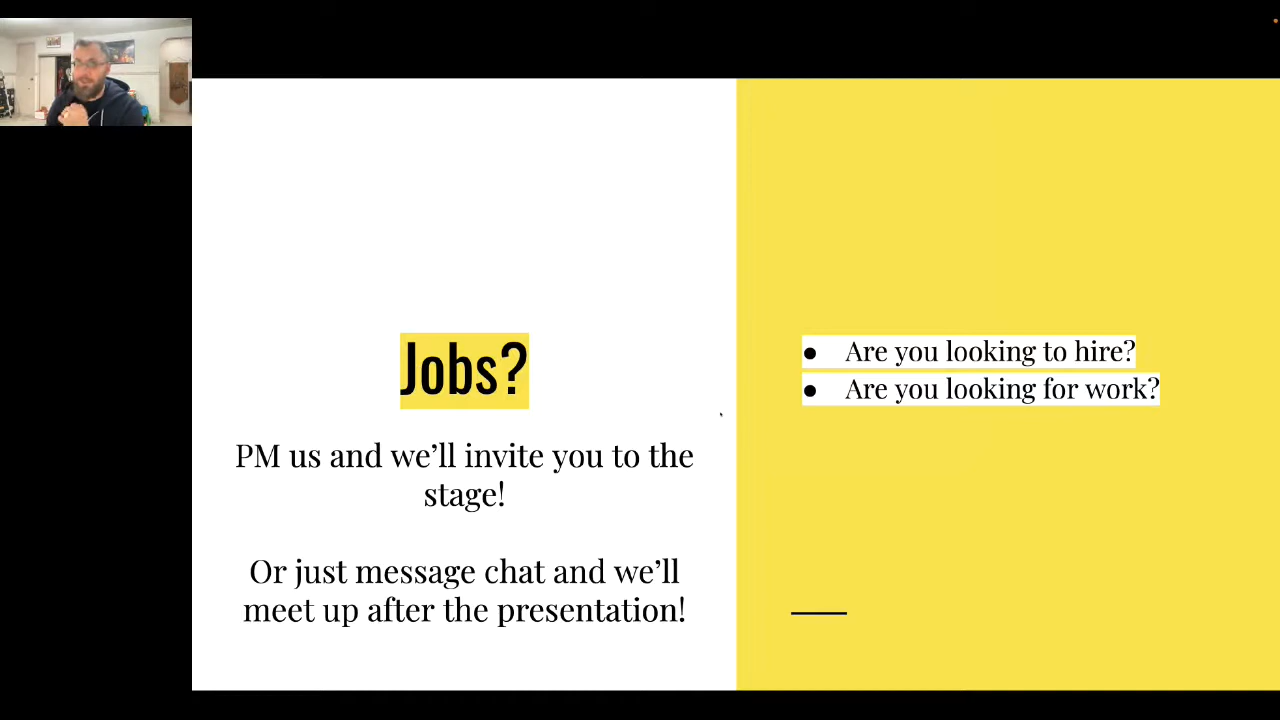 Jobs?
PM us and we’ll invite you to the
stage!
Or just message chat and we’ll
meet up after the presentation!
● Are you looking to hire?
● Are you looking for work?